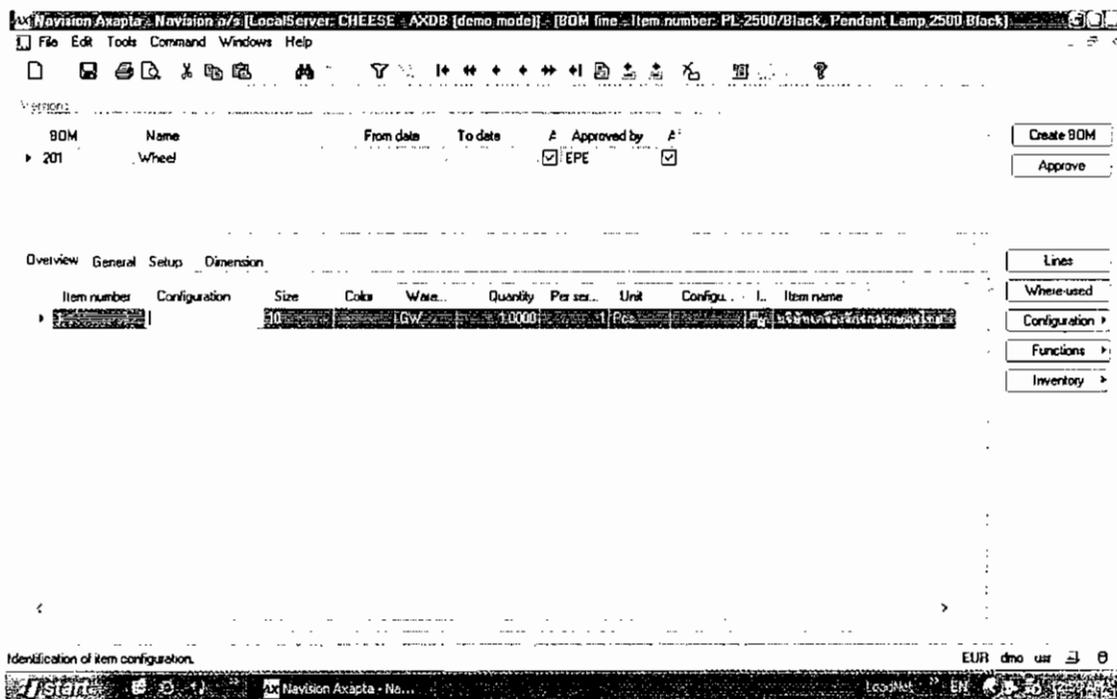 Navision Axapta - Navision a/s [LocalServer: CHEESE - AXDB [demo mode]] - [BOM line - Item number: PL-2500/Black, Pendant Lamp 2500 Black]
File Edit Tools Command Windows Help
Versions
BOM Name From date To date A Approved by A
201 Wheel EPE
Create BOM
Approve
Overview General Setup Dimension
Lines
Item number Configuration Size Color Ware... Quantity Per ser... Unit Configu... I.. Item name
1 10 LGW 1.0000 1 Pcs
Where-used
Configuration
Functions
Inventory
Identification of item configuration.
EUR dmo usr
start Navision Axapta - Na... EN